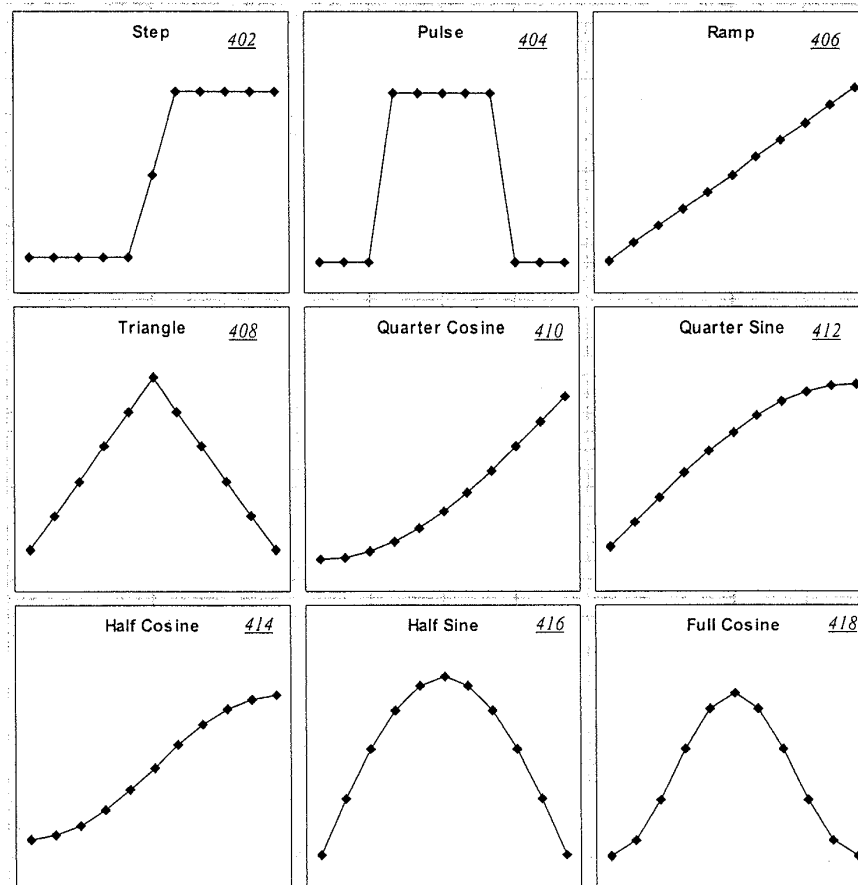 Step 402
Pulse 404
Ramp 406
Triangle 408
Quarter Cosine 410
Quarter Sine 412
Half Cosine 414
Half Sine 416
Full Cosine 418